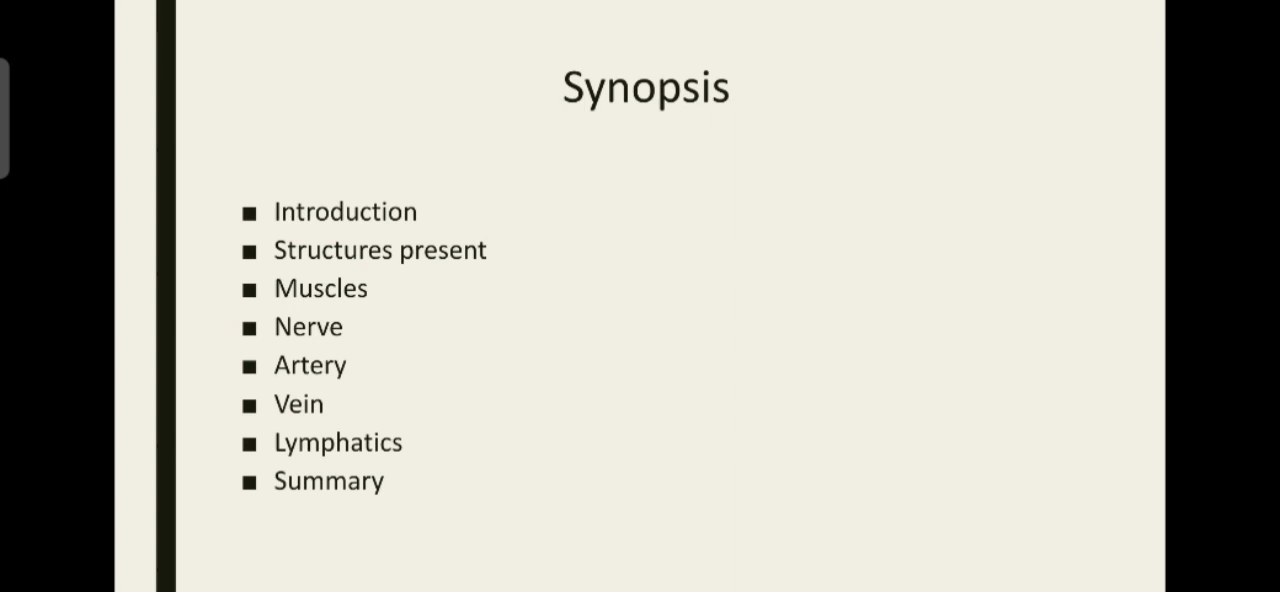 Synopsis
■ Introduction
■ Structures present
■ Muscles
■ Nerve
■ Artery
■ Vein
■ Lymphatics
■ Summary